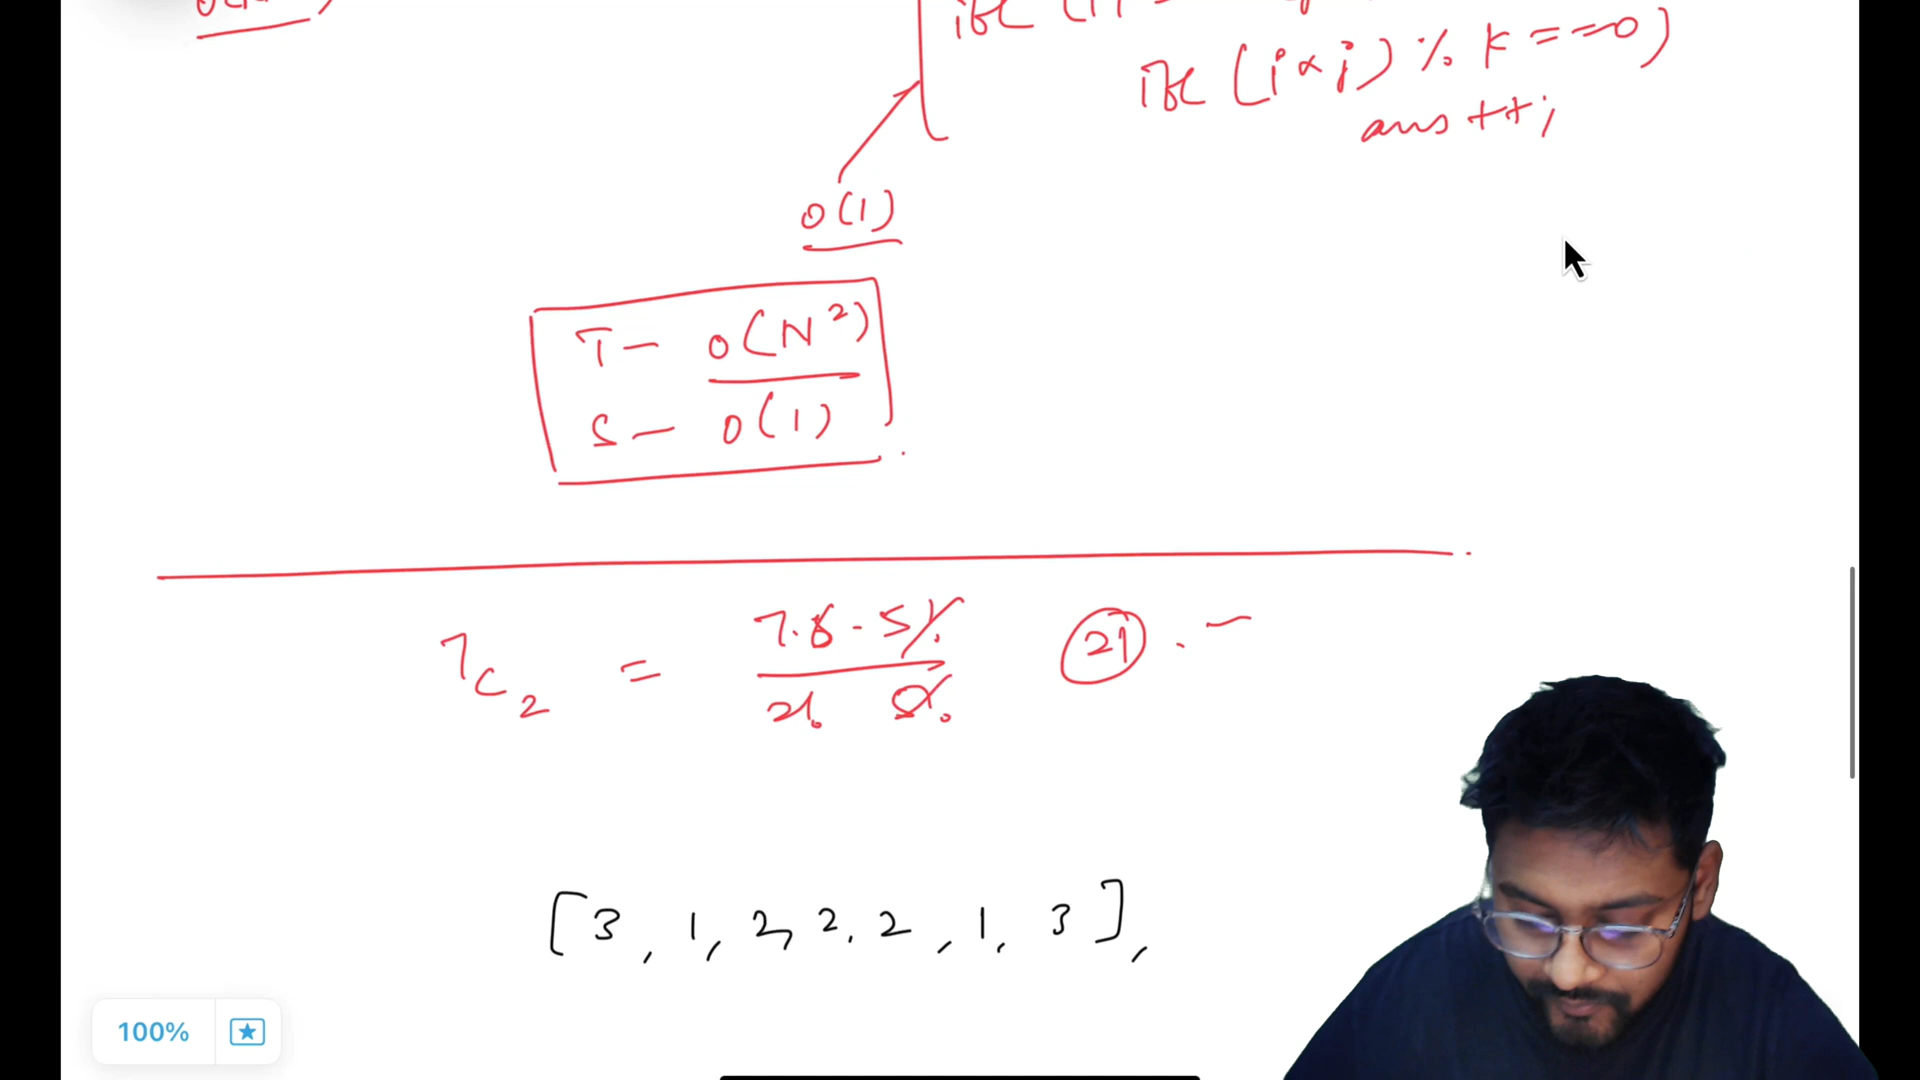 if (i * j) % k == 0)
ans ++;
O(1)
T - O(N²)
S - O(1)
7C2 = 7.6.5! / 2! 5! 21
[3, 1, 2, 2, 2, 1, 3],
100%